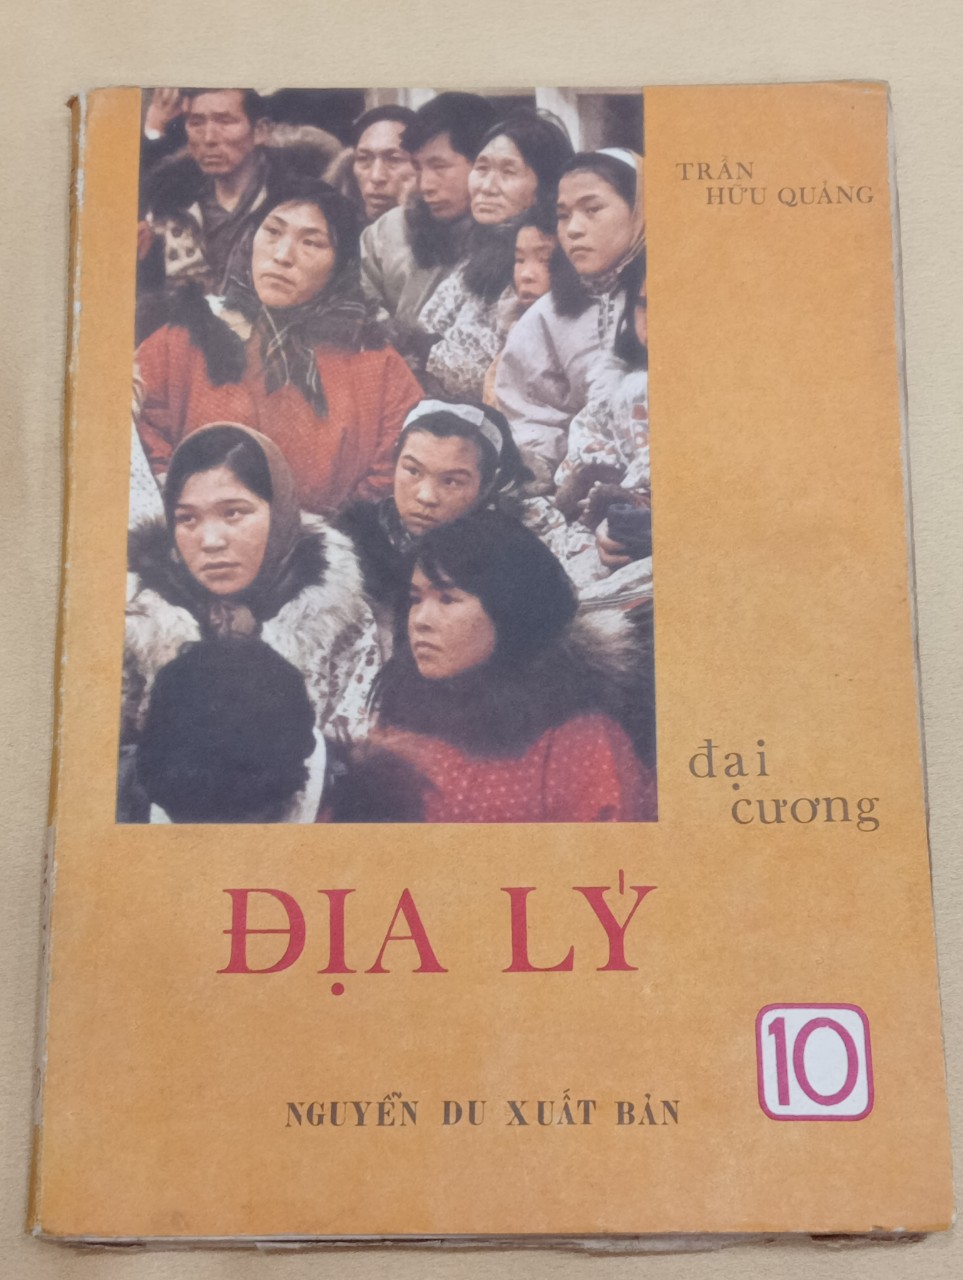 TRẦN
HỮU QUẢNG
đại
cương
ĐỊA LÝ
10
NGUYỄN DU XUẤT BẢN